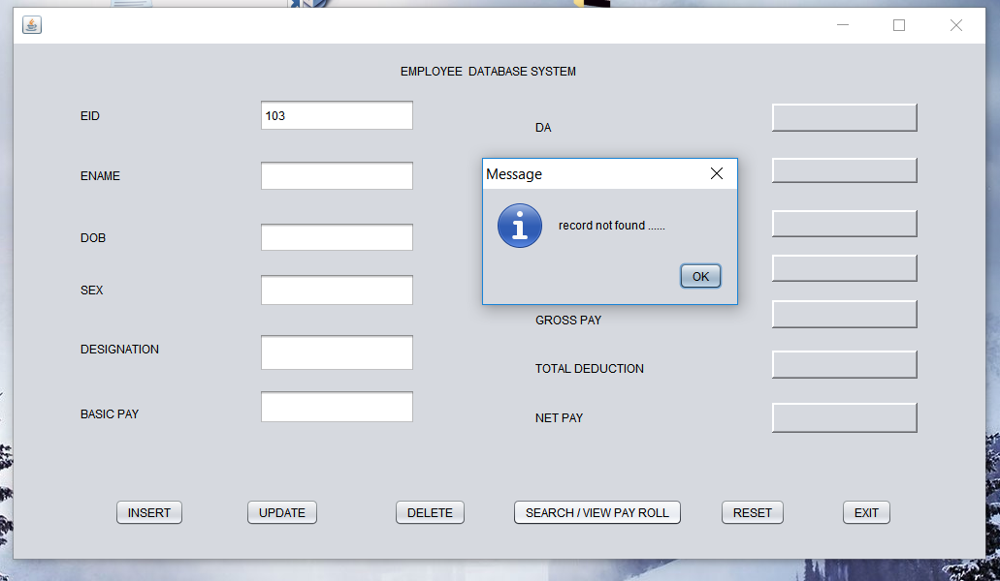 EMPLOYEE  DATABASE SYSTEM
EID
103
ENAME
DOB
SEX
DESIGNATION
BASIC PAY
DA
Message
record not found ......
OK
GROSS PAY
TOTAL DEDUCTION
NET PAY
INSERT
UPDATE
DELETE
SEARCH / VIEW PAY ROLL
RESET
EXIT